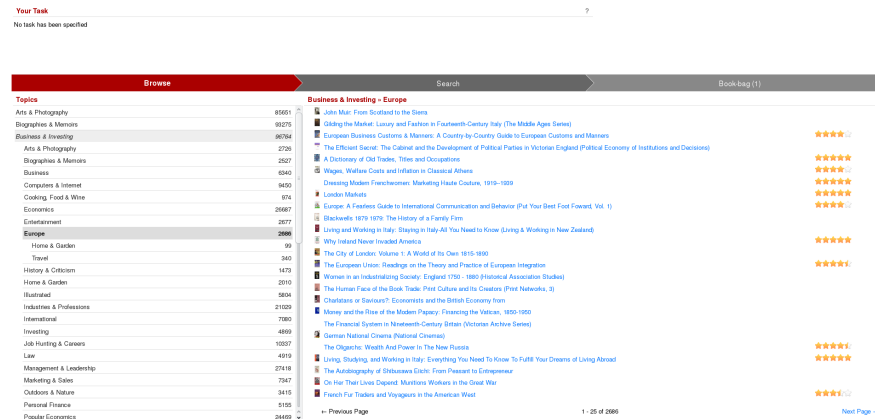 Your Task
?
No task has been specified
Browse
Search
Book-bag (1)
Topics
Arts & Photography 85651
Biographies & Memoirs 93275
Business & Investing 96764
Arts & Photography 2726
Biographies & Memoirs 2527
Business 6340
Computers & Internet 9450
Cooking, Food & Wine 974
Economics 26687
Entertainment 2677
Europe 2686
Home & Garden 99
Travel 340
History & Criticism 1473
Home & Garden 2010
Illustrated 5804
Industries & Professions 21029
International 7080
Investing 4869
Job Hunting & Careers 10337
Law 4919
Management & Leadership 27418
Marketing & Sales 7347
Outdoors & Nature 3415
Personal Finance 5155
Popular Economics 24469
Business & Investing » Europe
John Muir: From Scotland to the Sierra
Gilding the Market: Luxury and Fashion in Fourteenth-Century Italy (The Middle Ages Series)
European Business Customs & Manners: A Country-by-Country Guide to European Customs and Manners
The Efficient Secret: The Cabinet and the Development of Political Parties in Victorian England (Political Economy of Institutions and Decisions)
A Dictionary of Old Trades, Titles and Occupations
Wages, Welfare Costs and Inflation in Classical Athens
Dressing Modern Frenchwomen: Marketing Haute Couture, 1919–1939
London Markets
Europe: A Fearless Guide to International Communication and Behavior (Put Your Best Foot Foward, Vol. 1)
Blackwells 1879 1979: The History of a Family Firm
Living and Working in Italy: Staying in Italy-All You Need to Know (Living & Working in New Zealand)
Why Ireland Never Invaded America
The City of London: Volume 1: A World of Its Own 1815-1890
The European Union: Readings on the Theory and Practice of European Integration
Women in an Industrializing Society: England 1750 - 1880 (Historical Association Studies)
The Human Face of the Book Trade: Print Culture and Its Creators (Print Networks, 3)
Charlatans or Saviours?: Economists and the British Economy from
Money and the Rise of the Modern Papacy: Financing the Vatican, 1850-1950
The Financial System in Nineteenth-Century Britain (Victorian Archive Series)
German National Cinema (National Cinemas)
The Oligarchs: Wealth And Power In The New Russia
Living, Studying, and Working in Italy: Everything You Need To Know To Fulfill Your Dreams of Living Abroad
The Autobiography of Shibusawa Eiichi: From Peasant to Entrepreneur
On Her Their Lives Depend: Munitions Workers in the Great War
French Fur Traders and Voyageurs in the American West
← Previous Page
1 - 25 of 2686
Next Page